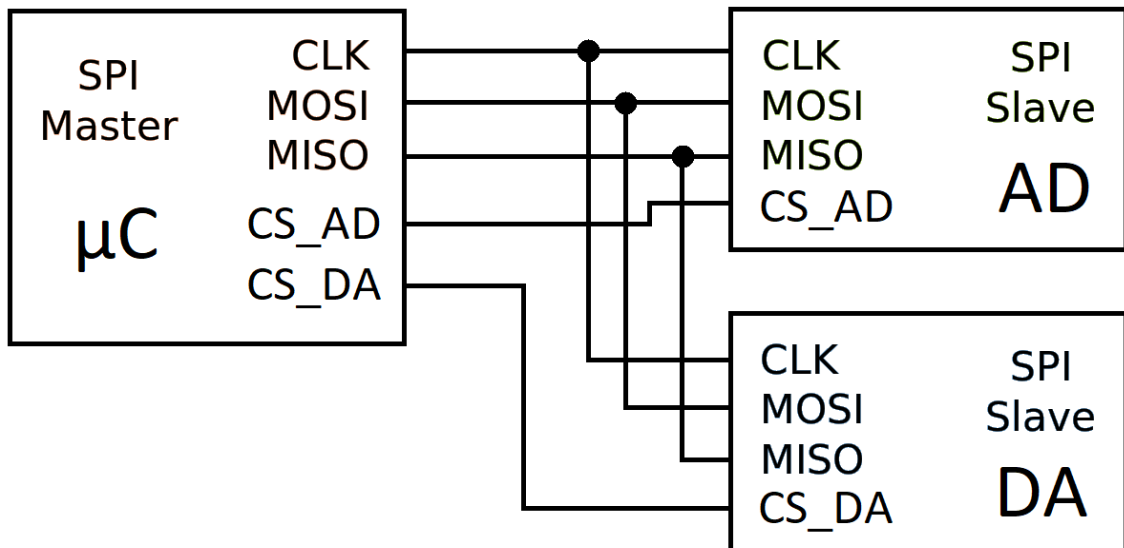 SPI
Master
µC
CLK
MOSI
MISO
CS_AD
CS_DA
CLK
MOSI
MISO
CS_AD
SPI
Slave
AD
CLK
MOSI
MISO
CS_DA
SPI
Slave
DA